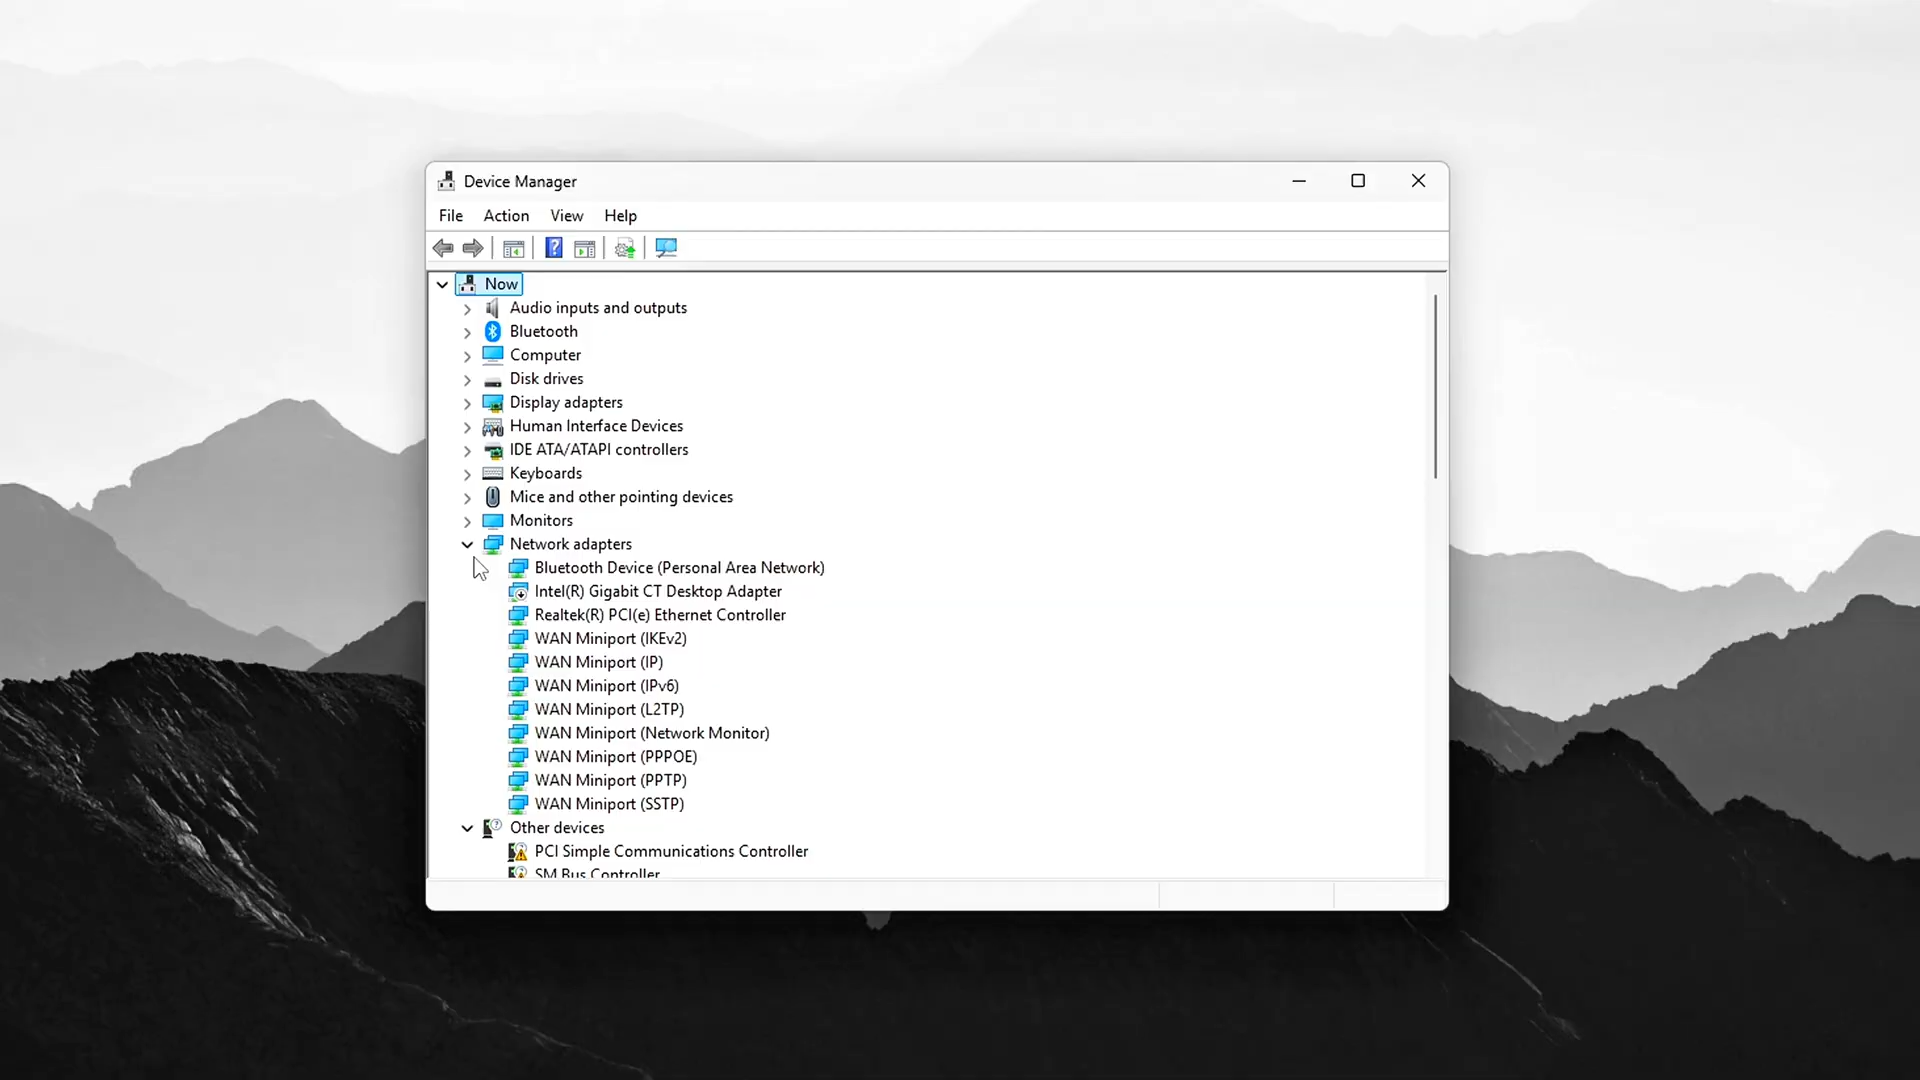 Device Manager
File Action View Help
Now
Audio inputs and outputs
Bluetooth
Computer
Disk drives
Display adapters
Human Interface Devices
IDE ATA/ATAPI controllers
Keyboards
Mice and other pointing devices
Monitors
Network adapters
Bluetooth Device (Personal Area Network)
Intel(R) Gigabit CT Desktop Adapter
Realtek(R) PCI(e) Ethernet Controller
WAN Miniport (IKEv2)
WAN Miniport (IP)
WAN Miniport (IPv6)
WAN Miniport (L2TP)
WAN Miniport (Network Monitor)
WAN Miniport (PPPOE)
WAN Miniport (PPTP)
WAN Miniport (SSTP)
Other devices
PCI Simple Communications Controller
SM Bus Controller